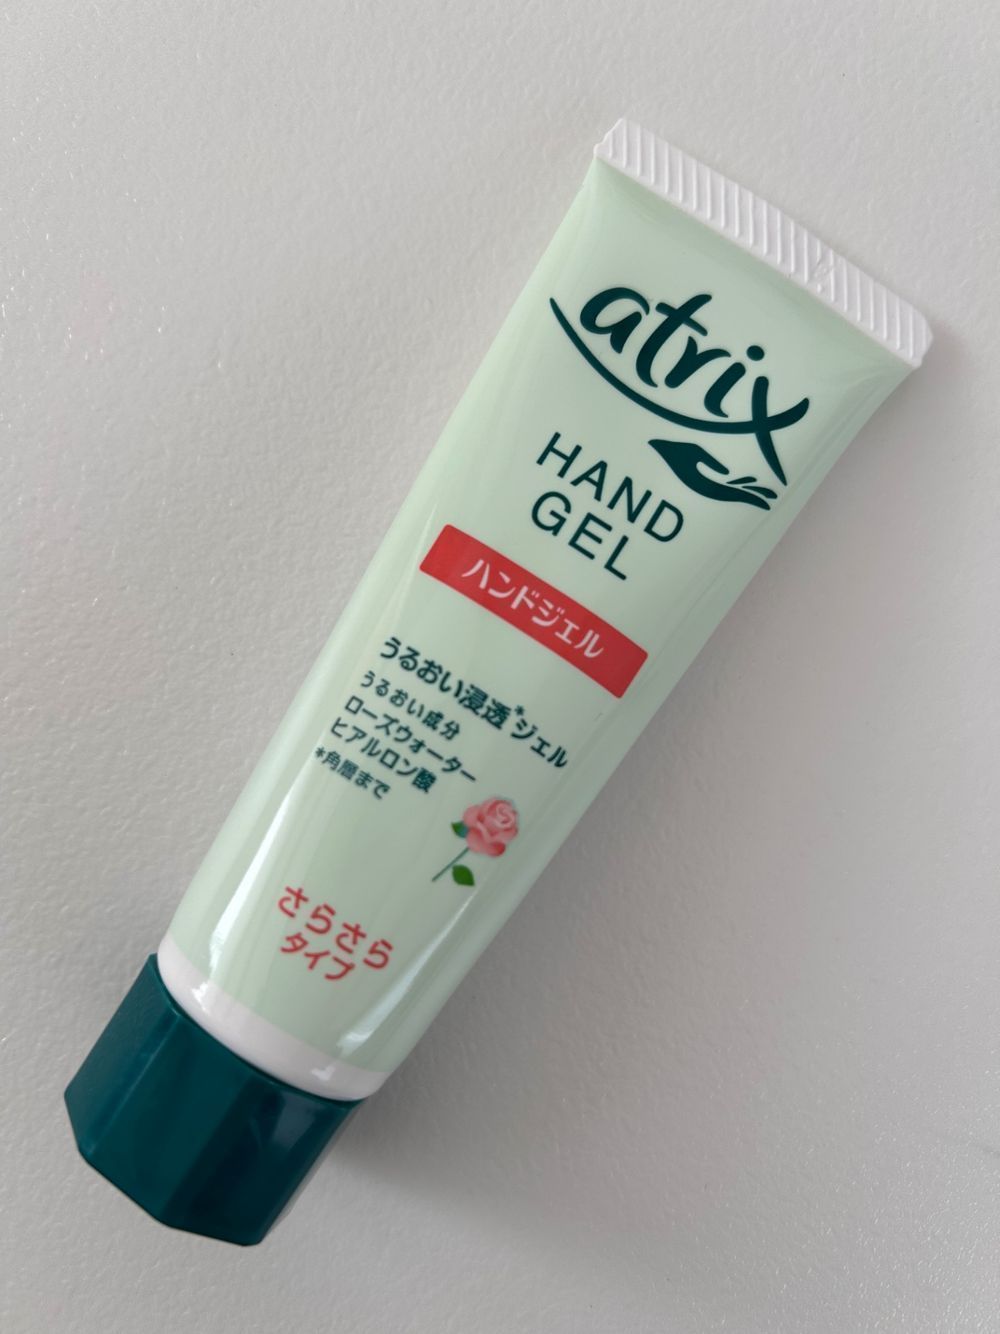 atrix
HAND
GEL
ハンドジェル
うるおい浸透*ジェル
うるおい成分
ローズウォーター
ヒアルロン酸
*角層まで
さらさら
タイプ